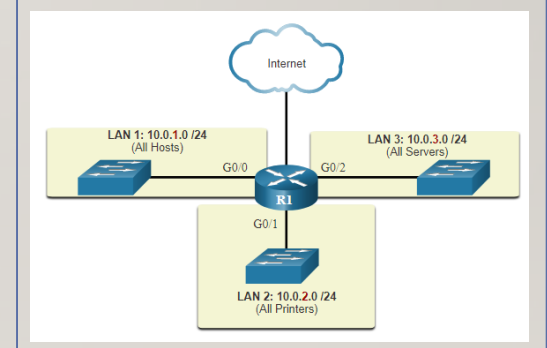 Internet
LAN 1: 10.0.1.0 /24
(All Hosts)
LAN 3: 10.0.3.0 /24
(All Servers)
G0/0
G0/2
R1
G0/1
LAN 2: 10.0.2.0 /24
(All Printers)